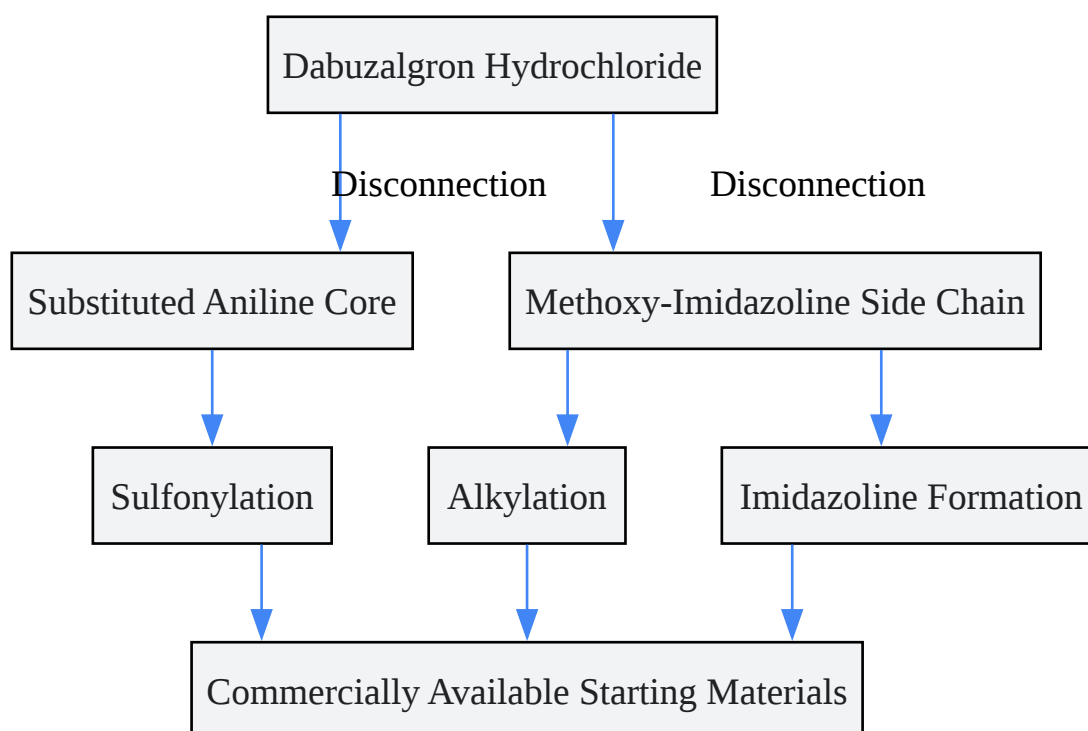 Dabuzalgron Hydrochloride
Disconnection
Disconnection
Substituted Aniline Core
Methoxy-Imidazoline Side Chain
Sulfonylation
Alkylation
Imidazoline Formation
Commercially Available Starting Materials